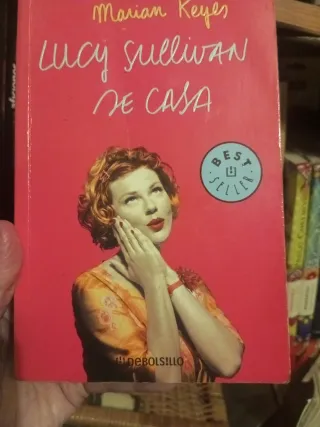 Marian Keyes
LUCY SULLIVAN
SE CASA
BEST
SELLER
DEBOLSILLO